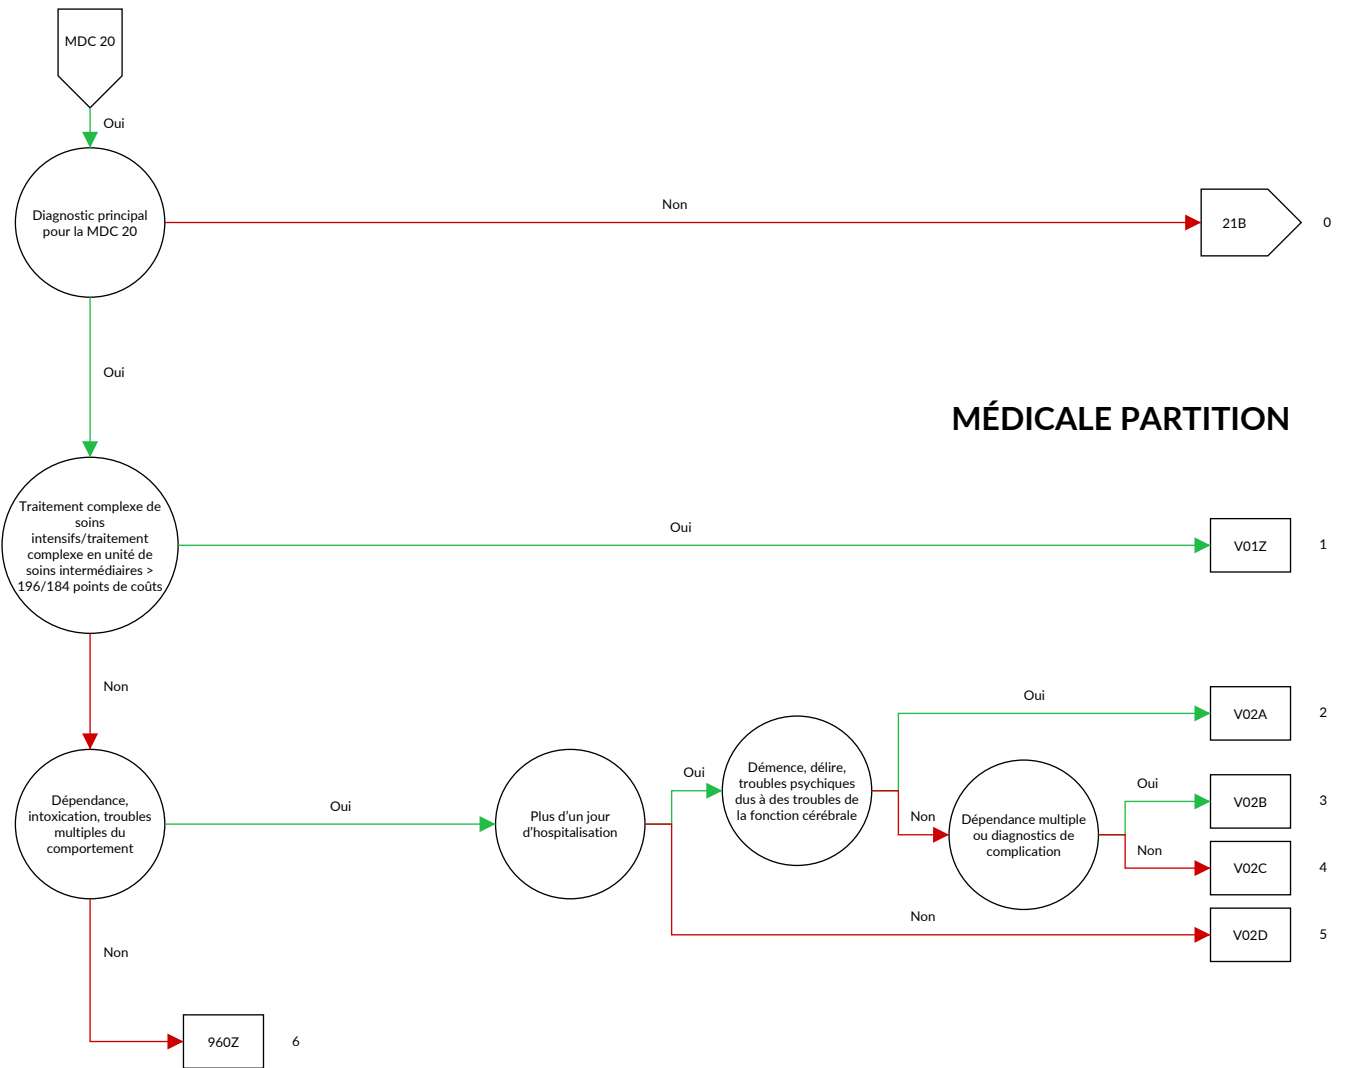 MDC 20
Oui
Diagnostic principal
pour la MDC 20
Non
21B
0
Oui
MÉDICALE PARTITION
Traitement complexe de
soins
intensifs/traitement
complexe en unité de
soins intermédiaires >
196/184 points de coûts
Oui
V01Z
1
Non
Dépendance,
intoxication, troubles
multiples du
comportement
Oui
Plus d'un jour
d'hospitalisation
Oui
Démence, délire,
troubles psychiques
dus à des troubles de
la fonction cérébrale
Oui
V02A
2
Non
Dépendance multiple
ou diagnostics de
complication
Oui
V02B
3
Non
V02C
4
Non
V02D
5
Non
960Z
6